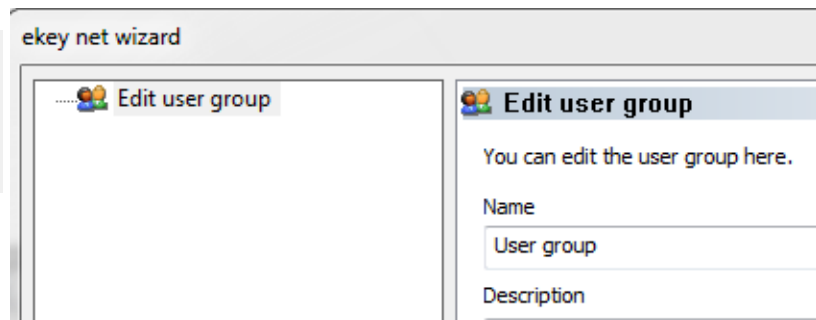 ekey net wizard
Edit user group
Edit user group
You can edit the user group here.
Name
User group
Description